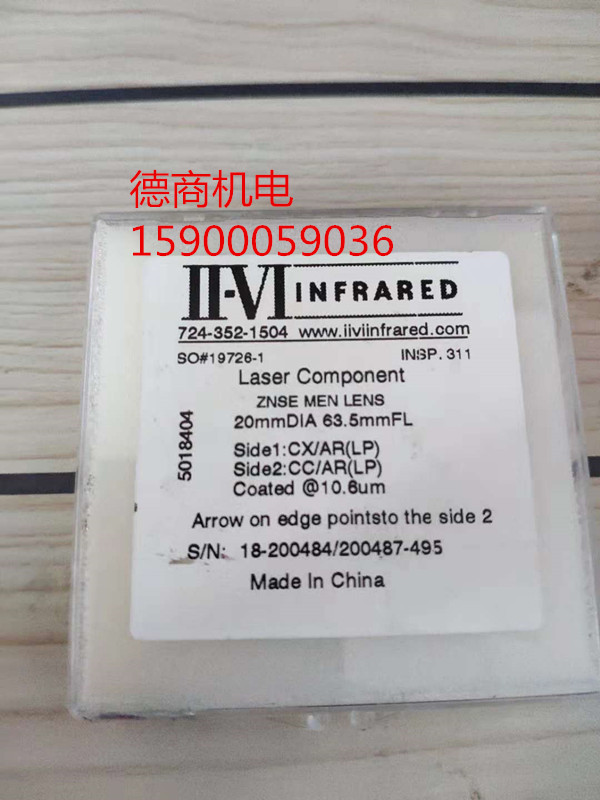 德商机电
15900059036
II-VI INFRARED
724-352-1504 www.iiviinfrared.com
SO#19726-1 INSP. 311
Laser Component
ZNSE MEN LENS
20mmDIA 63.5mmFL
5018404
Side1:CX/AR(LP)
Side2:CC/AR(LP)
Coated @10.6um
Arrow on edge pointsto the side 2
S/N: 18-200484/200487-495
Made In China